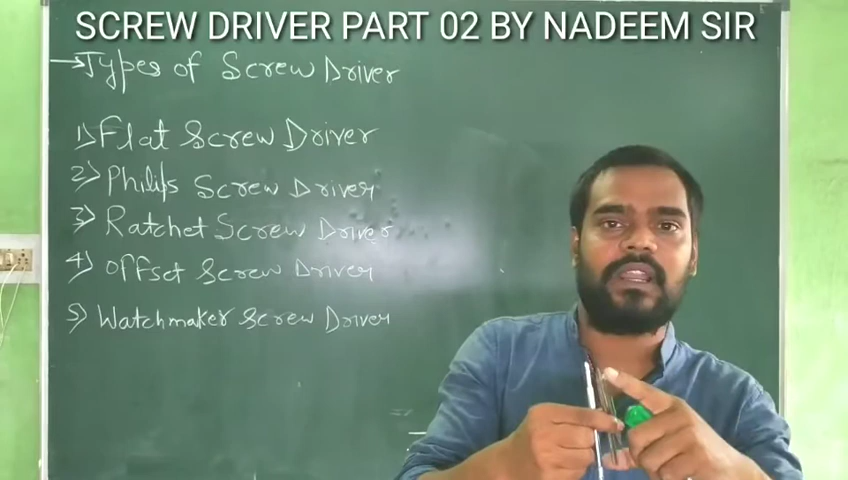 SCREW DRIVER PART 02 BY NADEEM SIR
→Types of Screw Driver
1) Flat Screw Driver
2) Philips Screw Driver
3) Ratchet Screw Driver
4) Offset Screw Driver
5) Watchmaker Screw Driver